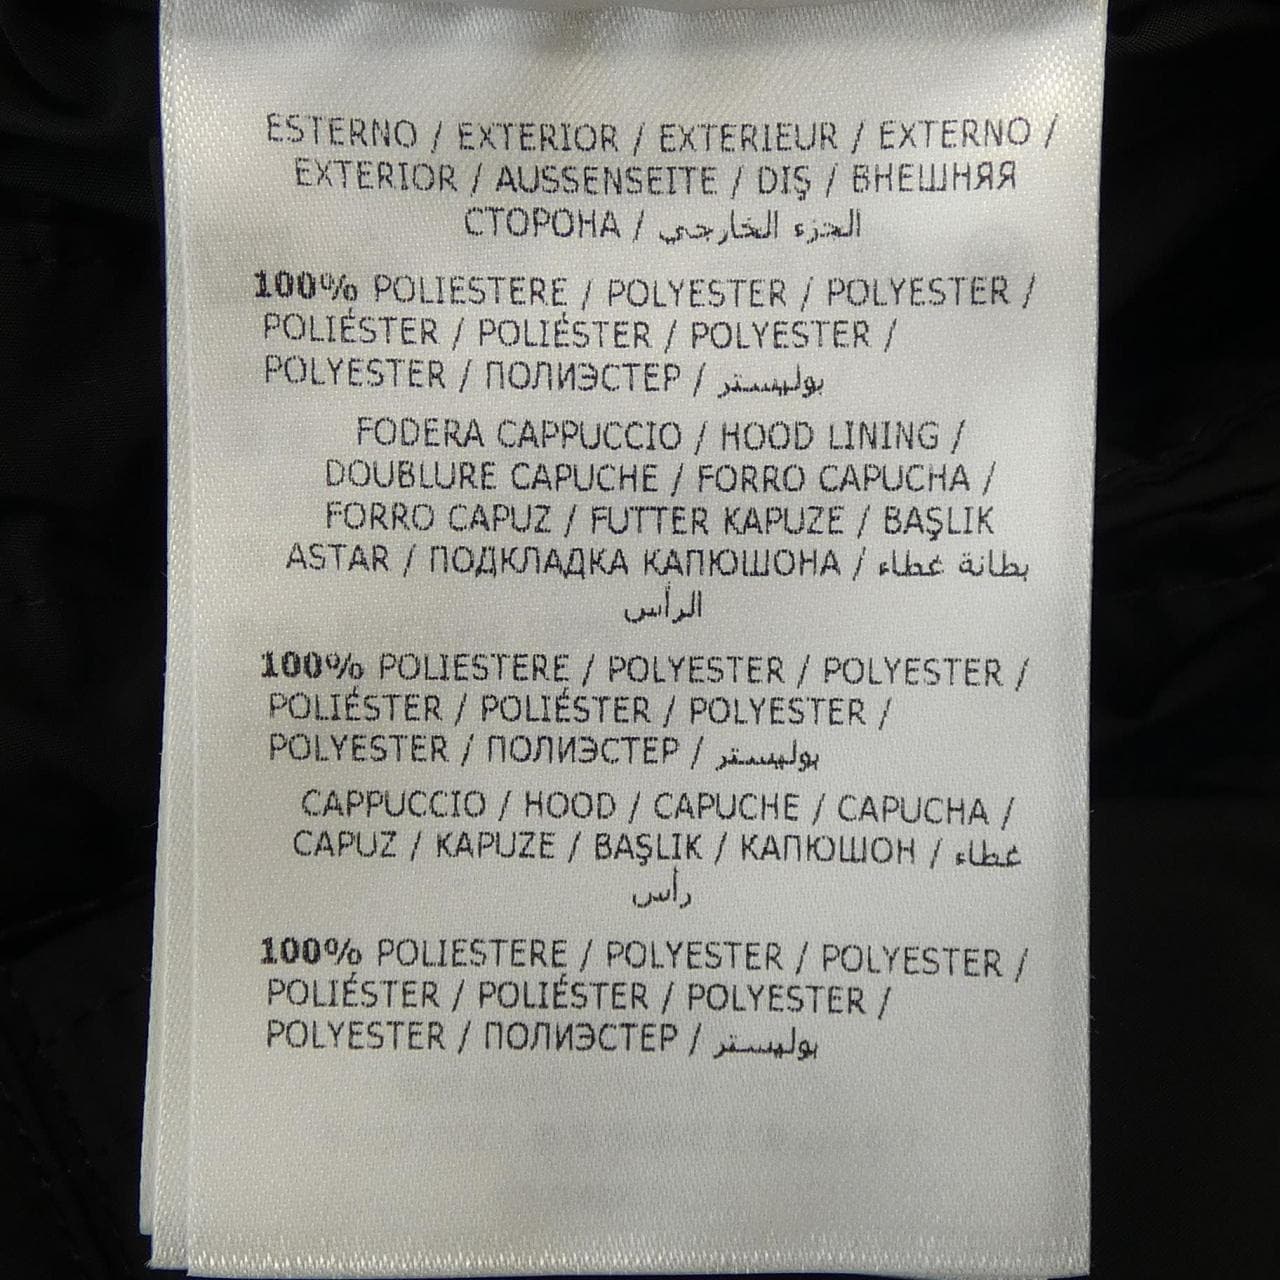 ESTERNO / EXTERIOR / EXTERIEUR / EXTERNO /
EXTERIOR / AUSSENSEITE / DIŞ / ВНЕШНЯЯ
СТОРОНА / الجزء الخارجي
100% POLIESTERE / POLYESTER / POLYESTER /
POLIÉSTER / POLIÉSTER / POLYESTER /
POLYESTER / ПОЛИЭСТЕР / بوليستر
FODERA CAPPUCCIO / HOOD LINING /
DOUBLURE CAPUCHE / FORRO CAPUCHA /
FORRO CAPUZ / FUTTER KAPUZE / BAŞLIK
ASTAR / ПОДКЛАДКА КАПЮШОНА / بطانة غطاء
الرأس
100% POLIESTERE / POLYESTER / POLYESTER /
POLIÉSTER / POLIÉSTER / POLYESTER /
POLYESTER / ПОЛИЭСТЕР / بوليستر
CAPPUCCIO / HOOD / CAPUCHE / CAPUCHA /
CAPUZ / KAPUZE / BAŞLIK / КАПЮШОН / غطاء
رأس
100% POLIESTERE / POLYESTER / POLYESTER /
POLIÉSTER / POLIÉSTER / POLYESTER /
POLYESTER / ПОЛИЭСТЕР / بوليستر